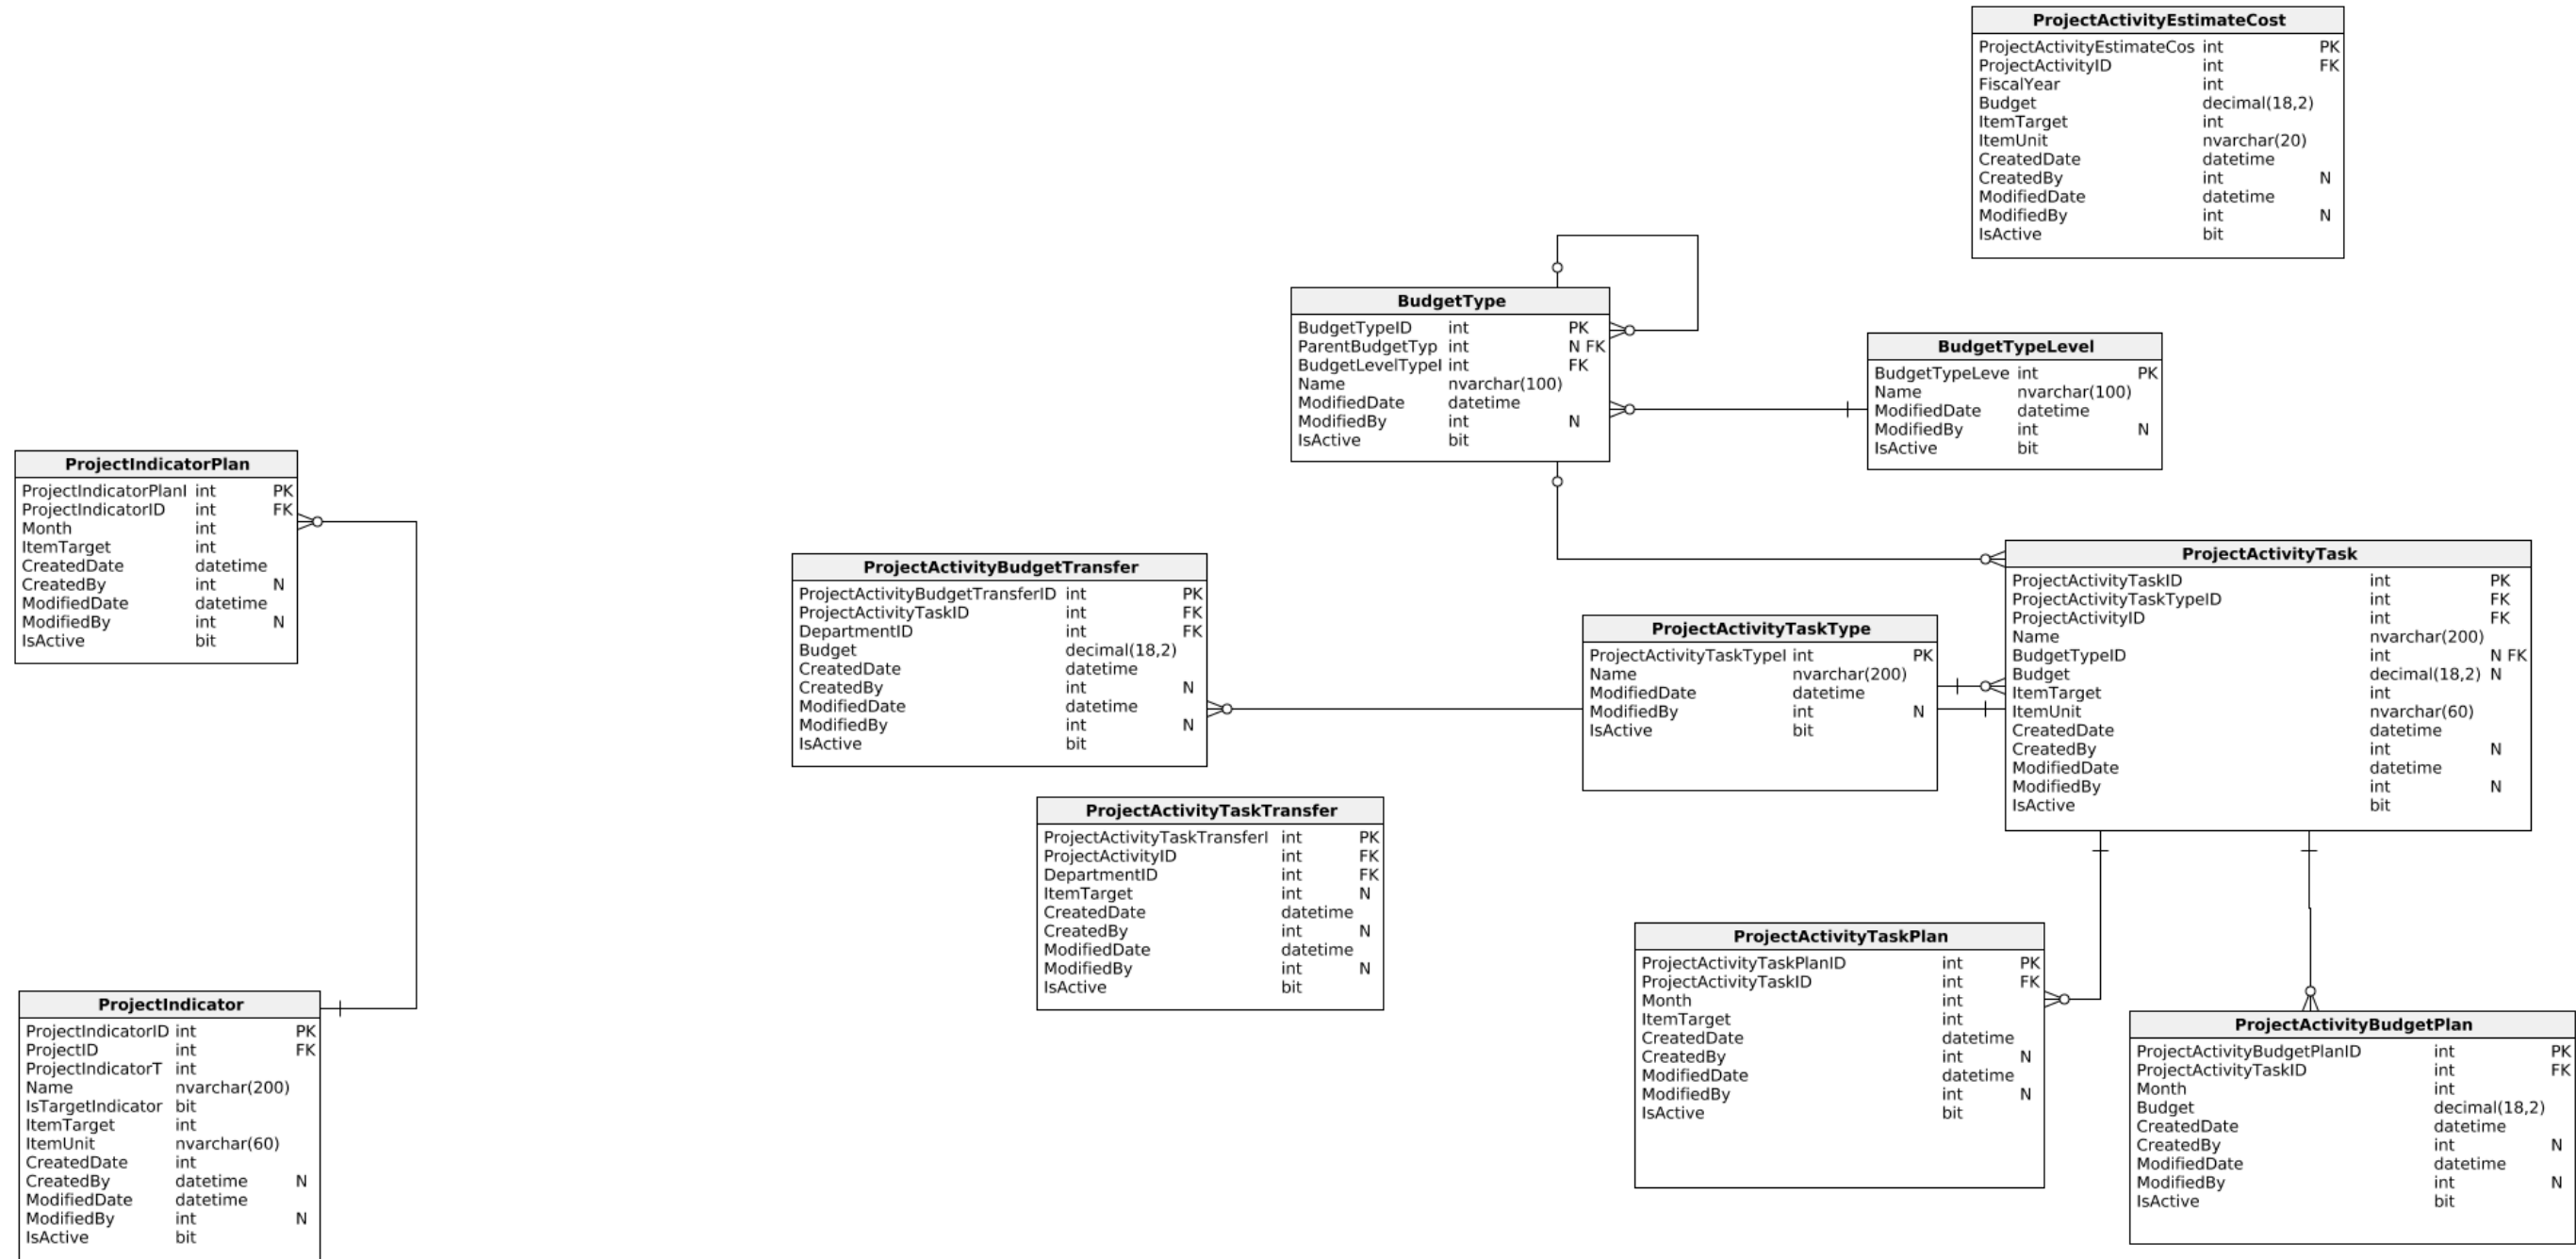 ProjectActivityEstimateCost
ProjectActivityEstimateCos int PK
ProjectActivityID int FK
FiscalYear int
Budget decimal(18,2)
ItemTarget int
ItemUnit nvarchar(20)
CreatedDate datetime
CreatedBy int N
ModifiedDate datetime
ModifiedBy int N
IsActive bit
BudgetType
BudgetTypeID int PK
ParentBudgetTyp int N FK
BudgetLevelTypeI int FK
Name nvarchar(100)
ModifiedDate datetime
ModifiedBy int N
IsActive bit
BudgetTypeLevel
BudgetTypeLeve int PK
Name nvarchar(100)
ModifiedDate datetime
ModifiedBy int N
IsActive bit
ProjectIndicatorPlan
ProjectIndicatorPlanI int PK
ProjectIndicatorID int FK
Month int
ItemTarget int
CreatedDate datetime
CreatedBy int N
ModifiedDate datetime
ModifiedBy int N
IsActive bit
ProjectActivityBudgetTransfer
ProjectActivityBudgetTransferID int PK
ProjectActivityTaskID int FK
DepartmentID int FK
Budget decimal(18,2)
CreatedDate datetime
CreatedBy int N
ModifiedDate datetime
ModifiedBy int N
IsActive bit
ProjectActivityTaskType
ProjectActivityTaskTypeI int PK
Name nvarchar(200)
ModifiedDate datetime
ModifiedBy int N
IsActive bit
ProjectActivityTask
ProjectActivityTaskID int PK
ProjectActivityTaskTypeID int FK
ProjectActivityID int FK
Name nvarchar(200)
BudgetTypeID int N FK
Budget decimal(18,2) N
ItemTarget int
ItemUnit nvarchar(60)
CreatedDate datetime
CreatedBy int N
ModifiedDate datetime
ModifiedBy int N
IsActive bit
ProjectActivityTaskTransfer
ProjectActivityTaskTransferI int PK
ProjectActivityID int FK
DepartmentID int FK
ItemTarget int N
CreatedDate datetime
CreatedBy int N
ModifiedDate datetime
ModifiedBy int N
IsActive bit
ProjectActivityTaskPlan
ProjectActivityTaskPlanID int PK
ProjectActivityTaskID int FK
Month int
ItemTarget int
CreatedDate datetime
CreatedBy int N
ModifiedDate datetime
ModifiedBy int N
IsActive bit
ProjectIndicator
ProjectIndicatorID int PK
ProjectID int FK
ProjectIndicatorT int
Name nvarchar(200)
IsTargetIndicator bit
ItemTarget int
ItemUnit nvarchar(60)
CreatedDate int
CreatedBy datetime N
ModifiedDate datetime
ModifiedBy int N
IsActive bit
ProjectActivityBudgetPlan
ProjectActivityBudgetPlanID int PK
ProjectActivityTaskID int FK
Month int
Budget decimal(18,2)
CreatedDate datetime
CreatedBy int N
ModifiedDate datetime
ModifiedBy int N
IsActive bit